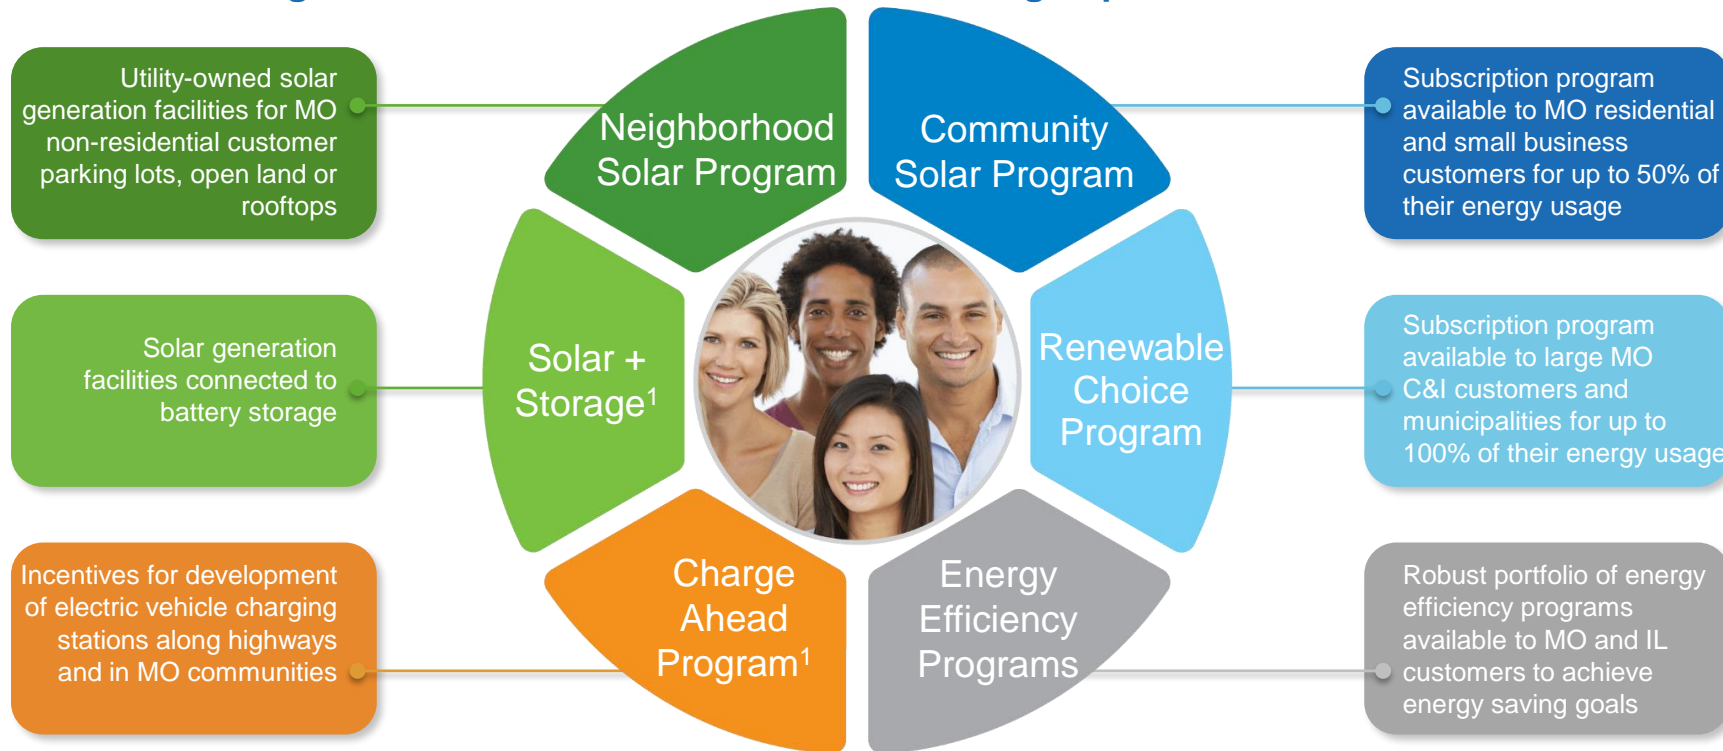 Utility-owned solar
generation facilities for MO
non-residential customer
parking lots, open land or
rooftops
Neighborhood
Solar Program
Community
Solar Program
Subscription program
available to MO residential
and small business
customers for up to 50% of
their energy usage
Solar generation
facilities connected to
battery storage
Solar +
Storage¹
Renewable
Choice
Program
Subscription program
available to large MO
C&I customers and
municipalities for up to
100% of their energy usage
Incentives for development
of electric vehicle charging
stations along highways
and in MO communities
Charge
Ahead
Program¹
Energy
Efficiency
Programs
Robust portfolio of energy
efficiency programs
available to MO and IL
customers to achieve
energy saving goals